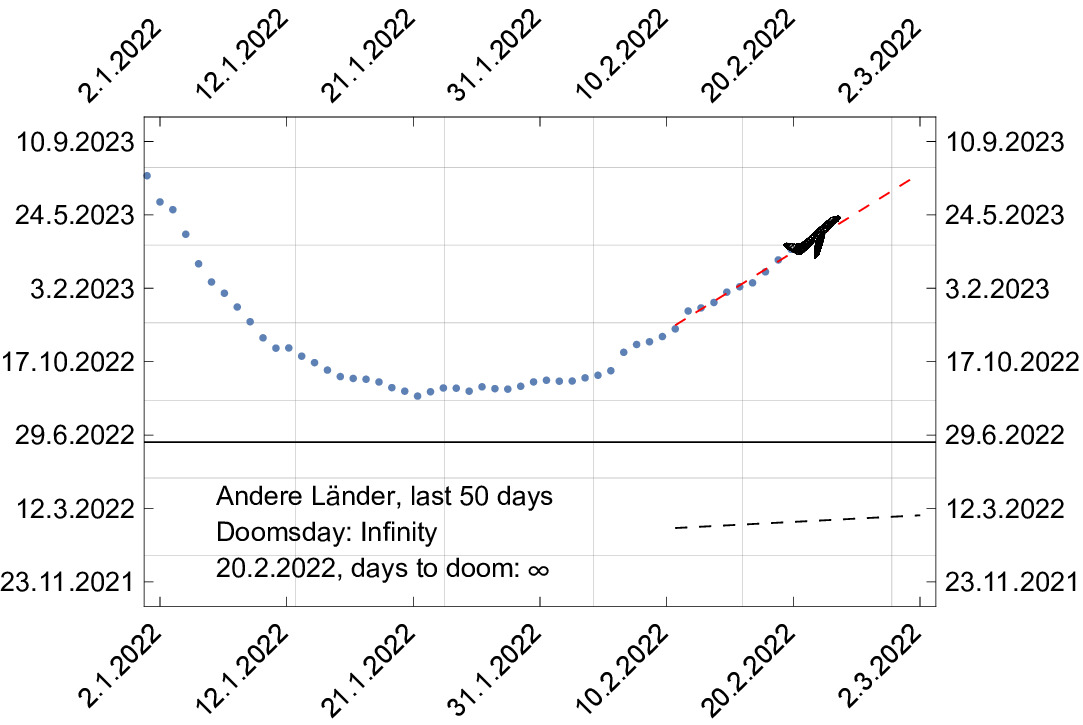 2.1.2022 12.1.2022 21.1.2022 31.1.2022 10.2.2022 20.2.2022 2.3.2022
10.9.2023 10.9.2023
24.5.2023 24.5.2023
3.2.2023 3.2.2023
17.10.2022 17.10.2022
29.6.2022 29.6.2022
Andere Länder, last 50 days
12.3.2022 12.3.2022
Doomsday: Infinity
20.2.2022, days to doom: ∞
23.11.2021 23.11.2021
2.1.2022 12.1.2022 21.1.2022 31.1.2022 10.2.2022 20.2.2022 2.3.2022